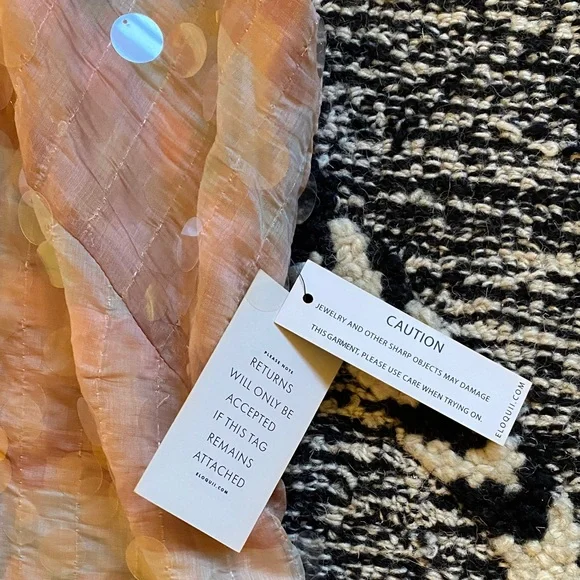 PLEASE NOTE
RETURNS
WILL ONLY BE
ACCEPTED
IF THIS TAG
REMAINS
ATTACHED
ELOQUII.COM
CAUTION
JEWELRY AND OTHER SHARP OBJECTS MAY DAMAGE
THIS GARMENT, PLEASE USE CARE WHEN TRYING ON.
ELOQUII.COM